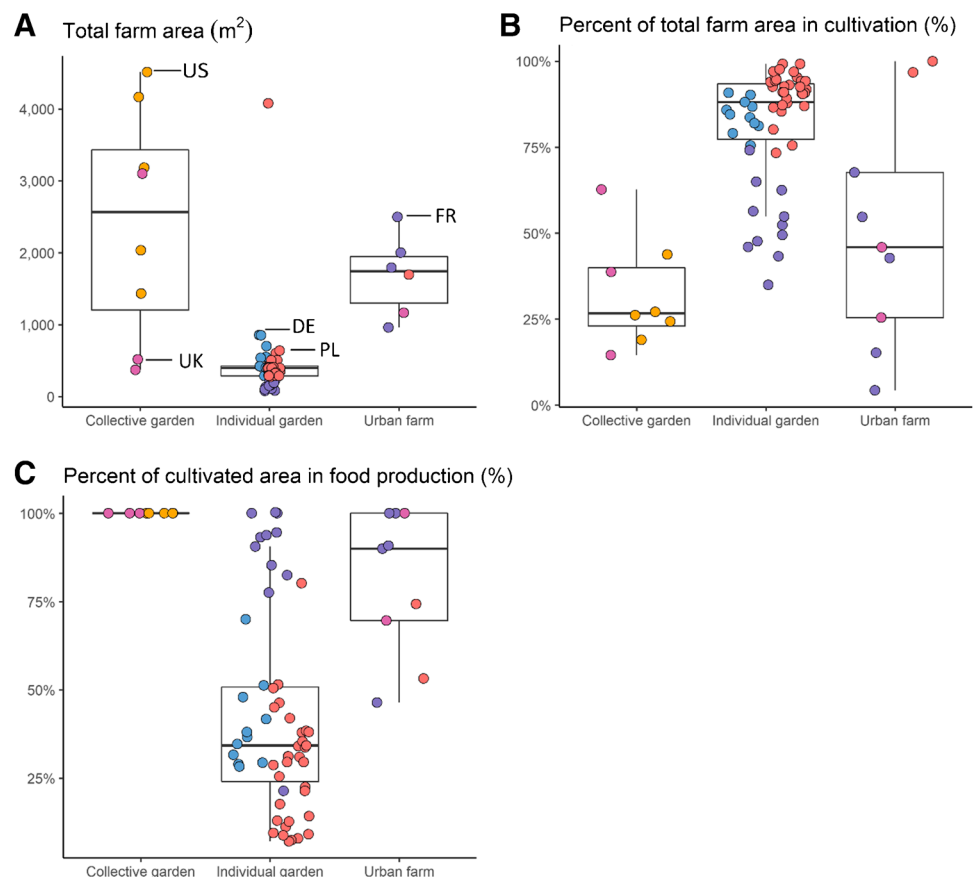 A Total farm area (m²)
4,000
3,000
2,000
1,000
0
US
UK
DE
PL
FR
Collective garden Individual garden Urban farm
B Percent of total farm area in cultivation (%)
100%
75%
50%
25%
0%
Collective garden Individual garden Urban farm
C Percent of cultivated area in food production (%)
100%
75%
50%
25%
Collective garden Individual garden Urban farm